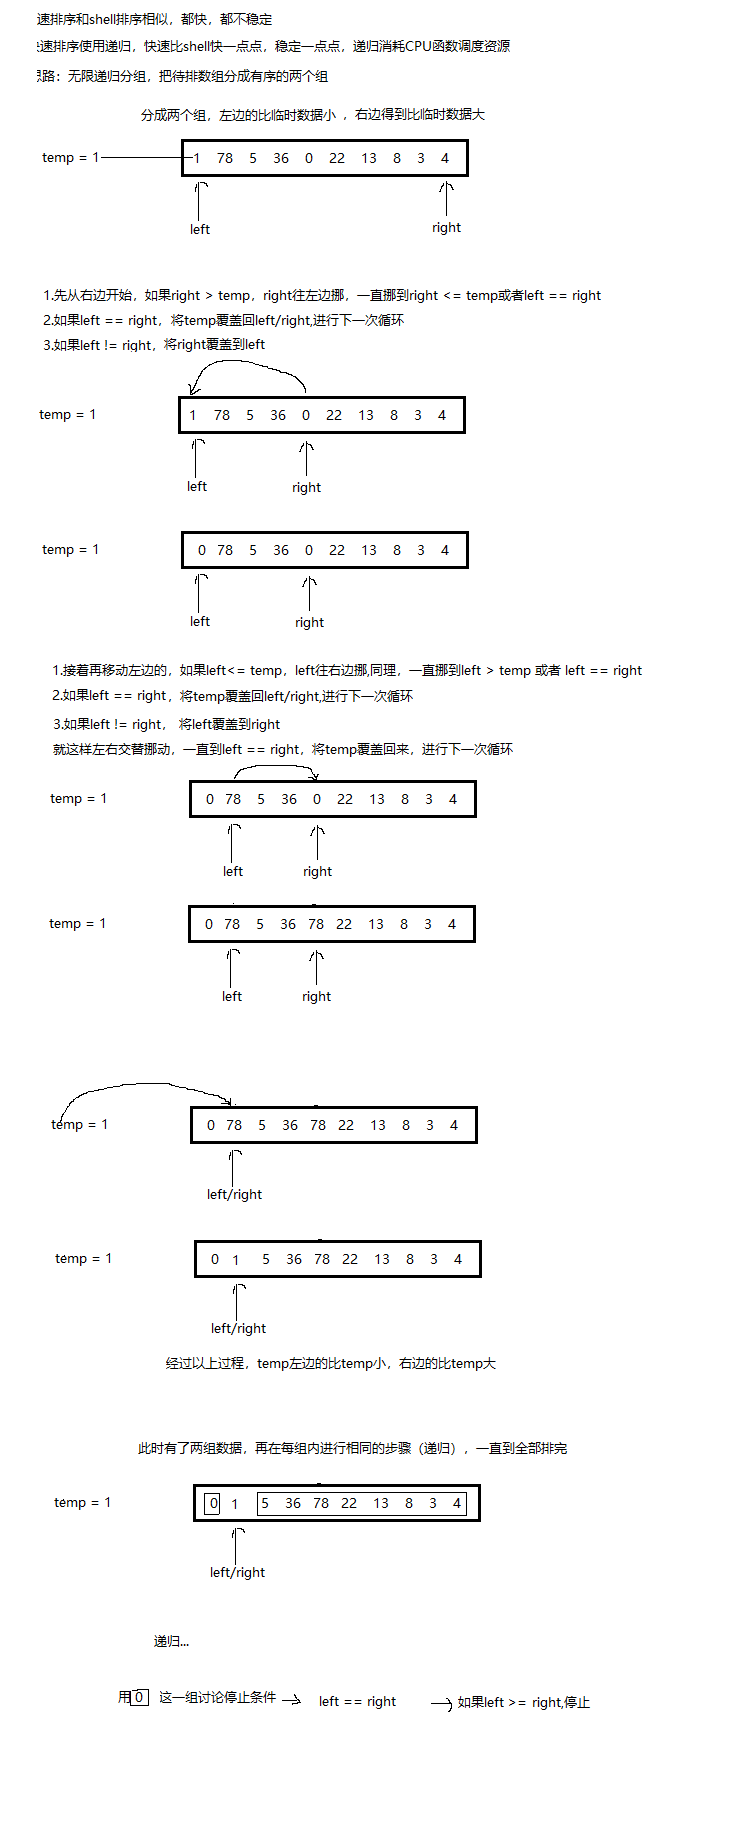 速排序和shell排序相似，都快，都不稳定
速排序使用递归，快速比shell快一点点，稳定一点点，递归消耗CPU函数调度资源
思路：无限递归分组，把待排数组分成有序的两个组
分成两个组，左边的比临时数据小 ，右边得到比临时数据大
temp = 1
1 78 5 36 0 22 13 8 3 4
left
right
1.先从右边开始，如果right > temp，right往左边挪，一直挪到right <= temp或者left == right
2.如果left == right，将temp覆盖回left/right,进行下一次循环
3.如果left != right，将right覆盖到left
temp = 1
1 78 5 36 0 22 13 8 3 4
left
right
temp = 1
0 78 5 36 0 22 13 8 3 4
left
right
1.接着再移动左边的，如果left<= temp，left往右边挪,同理，一直挪到left > temp 或者 left == right
2.如果left == right，将temp覆盖回left/right,进行下一次循环
3.如果left != right， 将left覆盖到right
就这样左右交替挪动，一直到left == right，将temp覆盖回来，进行下一次循环
temp = 1
0 78 5 36 0 22 13 8 3 4
left
right
temp = 1
0 78 5 36 78 22 13 8 3 4
left
right
temp = 1
0 78 5 36 78 22 13 8 3 4
left/right
temp = 1
0 1 5 36 78 22 13 8 3 4
left/right
经过以上过程，temp左边的比temp小，右边的比temp大
此时有了两组数据，再在每组内进行相同的步骤（递归），一直到全部排完
temp = 1
0 1 5 36 78 22 13 8 3 4
left/right
递归...
用 0 这一组讨论停止条件
left == right
如果left >= right,停止